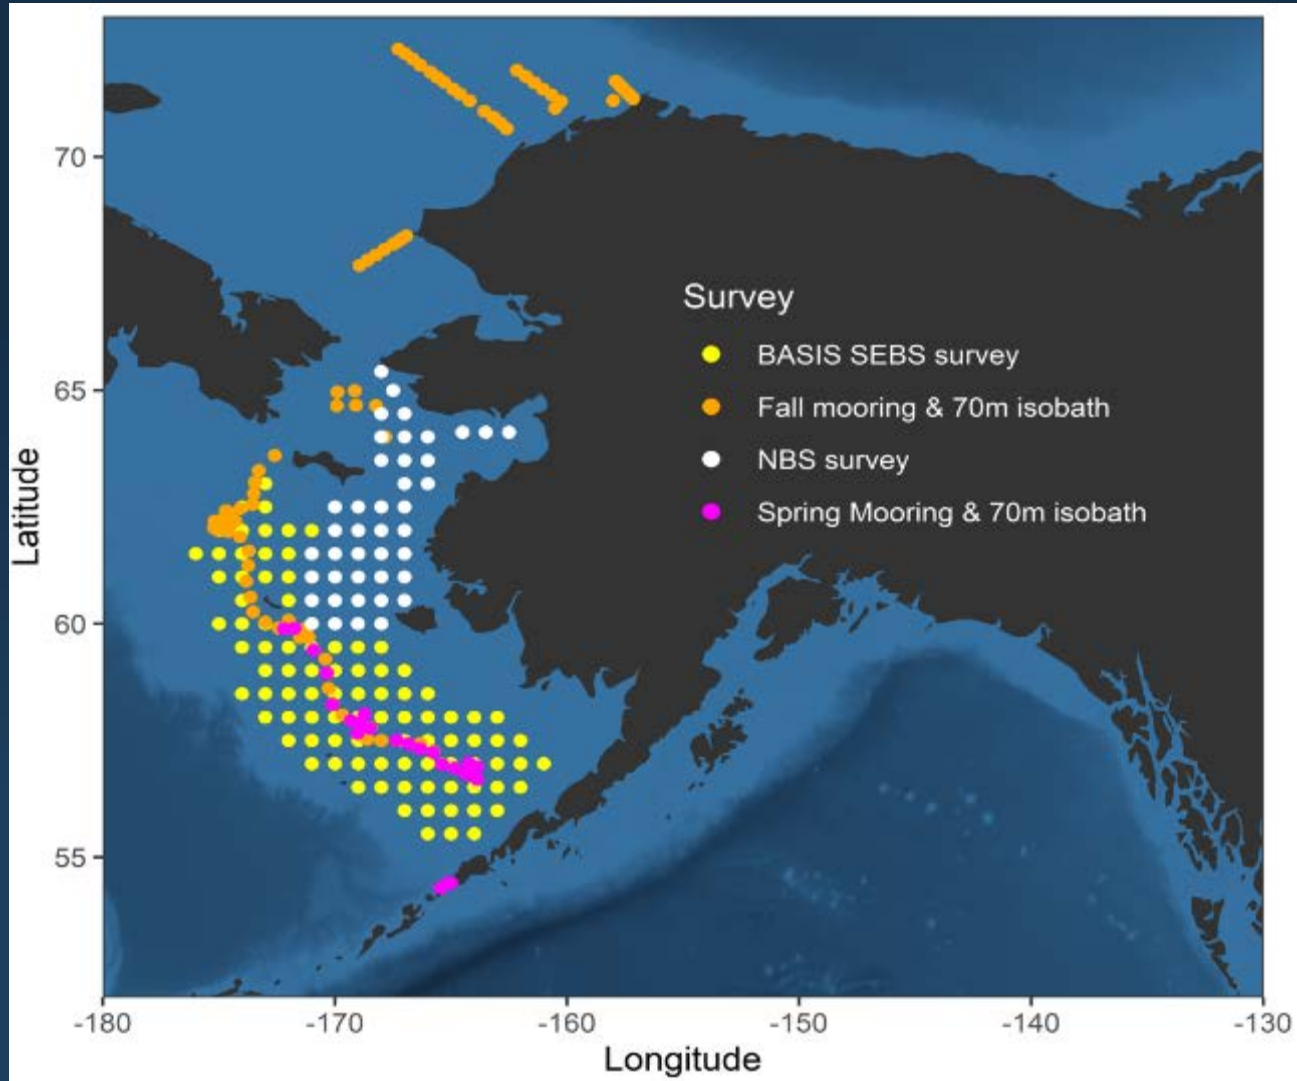 70
65
60
55
Latitude
Survey
BASIS SEBS survey
Fall mooring & 70m isobath
NBS survey
Spring Mooring & 70m isobath
-180
-170
-160
-150
-140
-130
Longitude